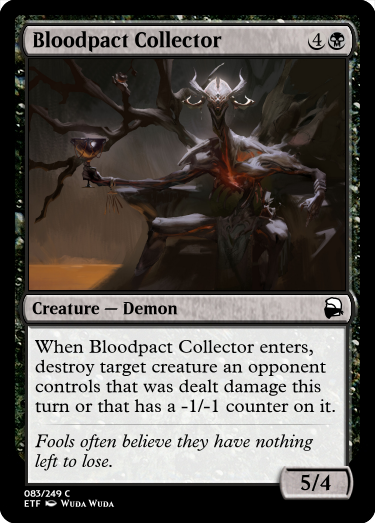 Bloodpact Collector 4
Creature — Demon
When Bloodpact Collector enters,
destroy target creature an opponent
controls that was dealt damage this
turn or that has a -1/-1 counter on it.
Fools often believe they have nothing
left to lose.
5/4
083/249 C
ETF Wuda Wuda